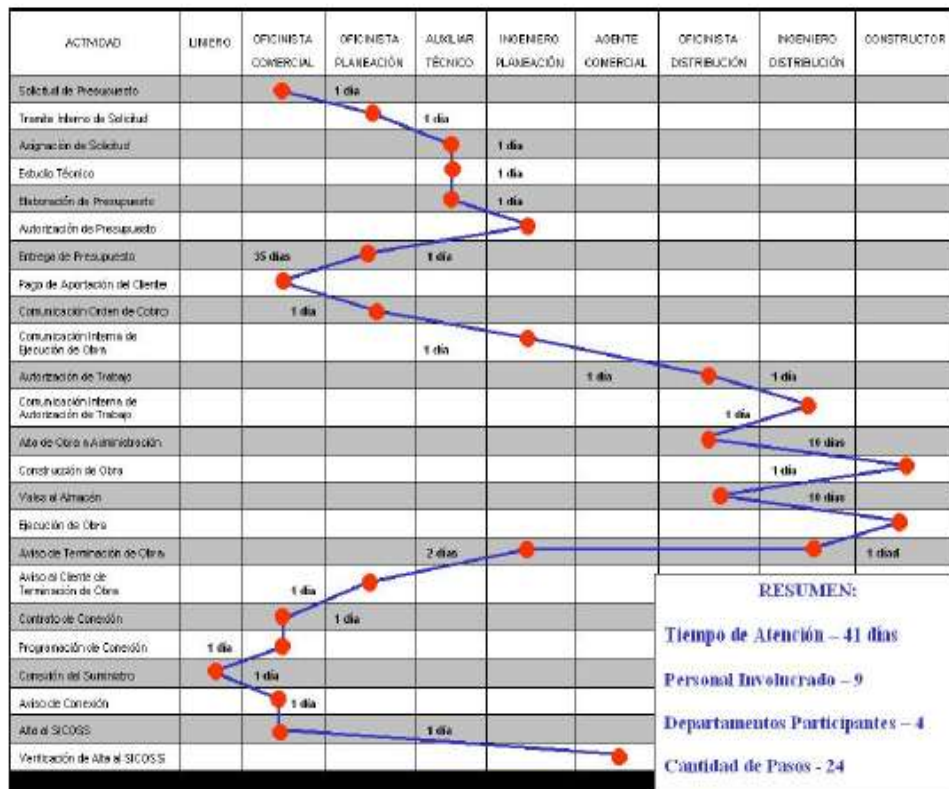 ACTIVIDAD
LINIERO
OFICINISTA
COMERCIAL
OFICINISTA
PLANEACIÓN
AUXILIAR
TÉCNICO
INGENIERO
PLANEACIÓN
AGENTE
COMERCIAL
OFICINISTA
DISTRIBUCIÓN
INGENIERO
DISTRIBUCIÓN
CONSTRUCTOR
Solicitud de Presupuesto
1 día
Tramite Interno de Solicitud
1 día
Asignación de Solicitud
1 día
Estudio Técnico
1 día
Elaboración de Presupuesto
1 día
Autorización de Presupuesto
Entrega de Presupuesto
35 días
1 día
Pago de Aportación del Cliente
Comunicación Orden de Cobro
1 día
Comunicación Interna de
Ejecución de Obra
1 día
Autorización de Trabajo
1 día
1 día
Comunicación Interna de
Autorización de Trabajo
1 día
Alta de Obra a Administración
10 días
Construcción de Obra
1 día
Vales al Almacén
10 días
Ejecución de Obra
Aviso de Terminación de Obra
2 días
Aviso al Cliente de
Terminación de Obra
1 día
Contrato de Conexión
1 día
Programación de Conexión
1 día
Conexión del Suministro
1 día
Aviso de Conexión
1 día
Alta al SICOSS
1 día
Verificación de Alta al SICOSS
RESUMEN:
Tiempo de Atención – 41 días
Personal Involucrado – 9
Departamentos Participantes – 4
Cantidad de Pasos - 24